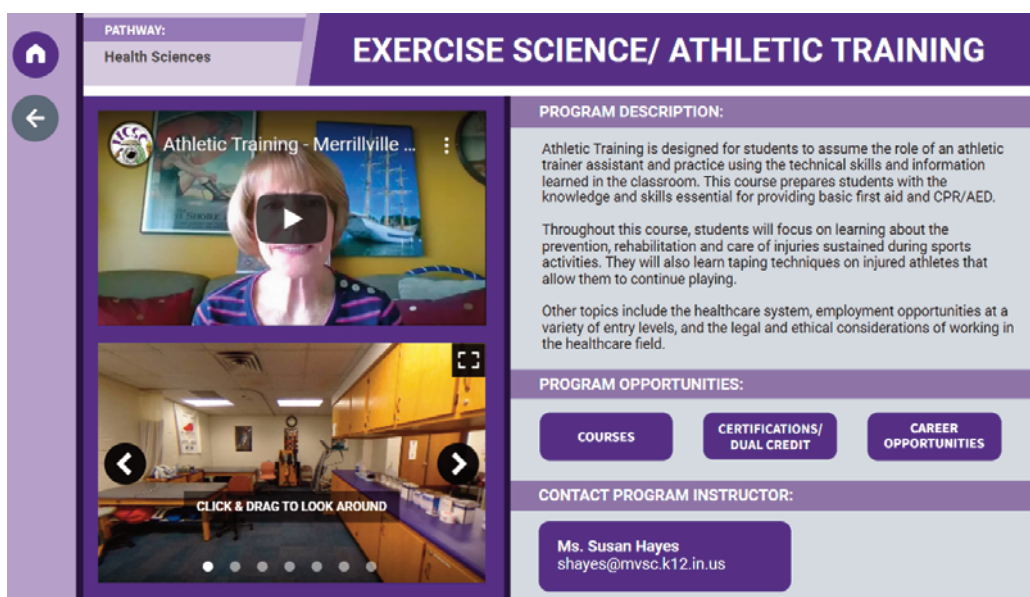 PATHWAY:
Health Sciences
EXERCISE SCIENCE/ ATHLETIC TRAINING
Athletic Training - Merrillville ...
CLICK & DRAG TO LOOK AROUND
PROGRAM DESCRIPTION:
Athletic Training is designed for students to assume the role of an athletic
trainer assistant and practice using the technical skills and information
learned in the classroom. This course prepares students with the
knowledge and skills essential for providing basic first aid and CPR/AED.
Throughout this course, students will focus on learning about the
prevention, rehabilitation and care of injuries sustained during sports
activities. They will also learn taping techniques on injured athletes that
allow them to continue playing.
Other topics include the healthcare system, employment opportunities at a
variety of entry levels, and the legal and ethical considerations of working in
the healthcare field.
PROGRAM OPPORTUNITIES:
COURSES
CERTIFICATIONS/
DUAL CREDIT
CAREER
OPPORTUNITIES
CONTACT PROGRAM INSTRUCTOR:
Ms. Susan Hayes
shayes@mvsc.k12.in.us